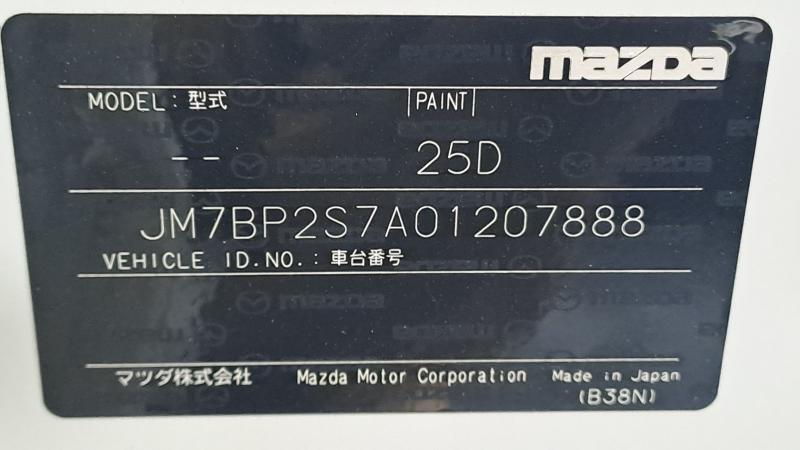 mazda
MODEL: 型式 |PAINT|
-- 25D
JM7BP2S7A01207888
VEHICLE ID.NO.: 車台番号
マツダ株式会社 Mazda Motor Corporation Made in Japan
(B38N)